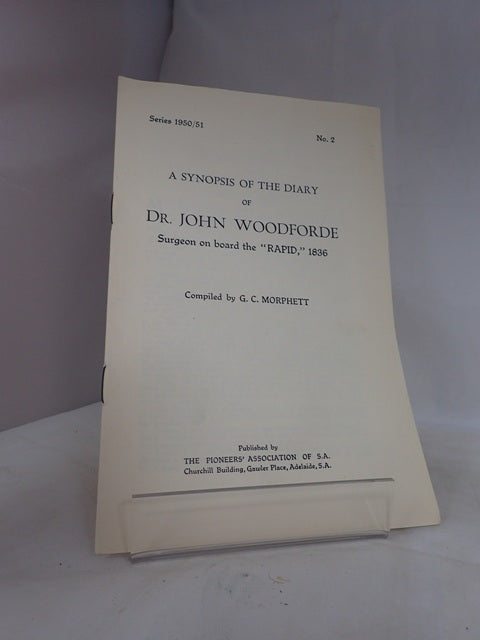 Series 1950/51
No. 2
A SYNOPSIS OF THE DIARY
OF
DR. JOHN WOODFORDE
Surgeon on board the "RAPID," 1836
Compiled by G. C. MORPHETT
Published by
THE PIONEERS' ASSOCIATION OF S.A.
Churchill Building, Gawler Place, Adelaide, S.A.